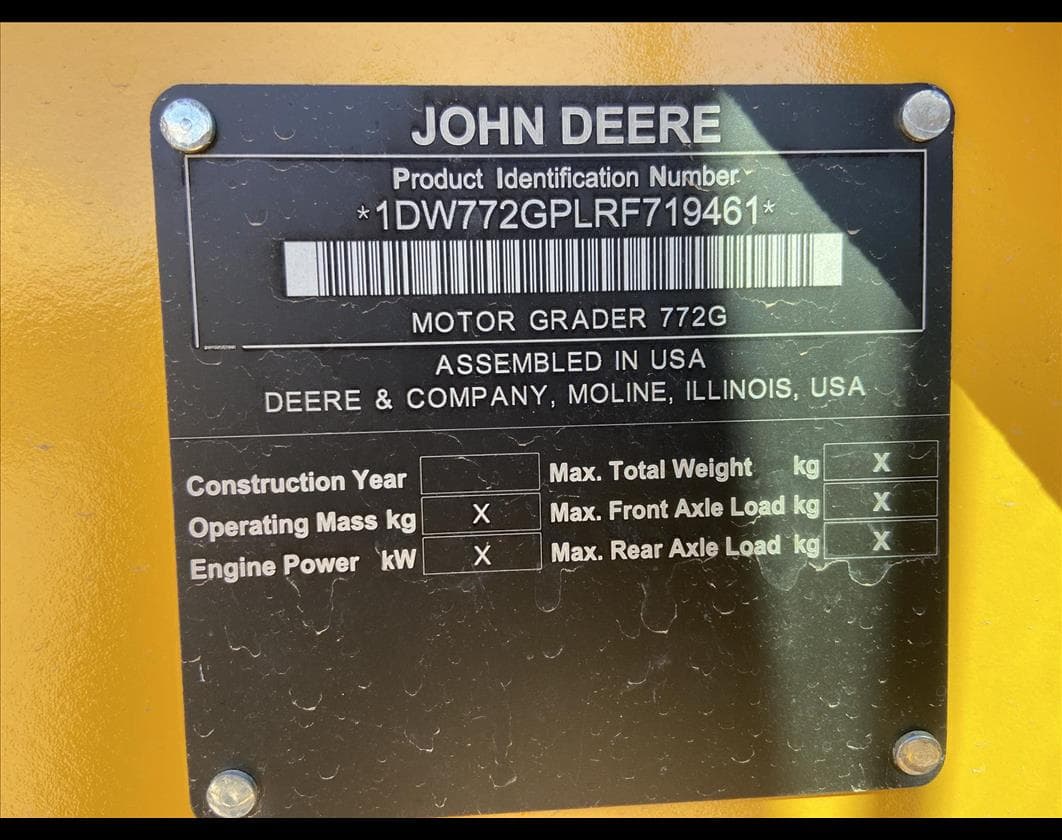 JOHN DEERE
Product Identification Number
*1DW772GPLRF719461*
MOTOR GRADER 772G
ASSEMBLED IN USA
DEERE & COMPANY, MOLINE, ILLINOIS, USA
Construction Year
Operating Mass kg X
Engine Power kW X
Max. Total Weight kg X
Max. Front Axle Load kg X
Max. Rear Axle Load kg X